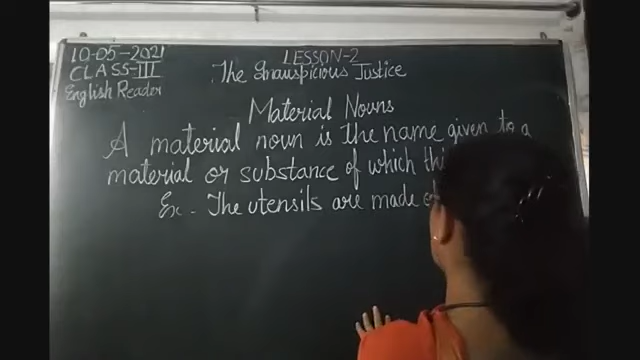 10-05-2021
CLASS-III
English Reader
LESSON-2
The Inauspicious Justice
Material Nouns
A material noun is the name given to a
material or substance of which
Ex - The utensils are made